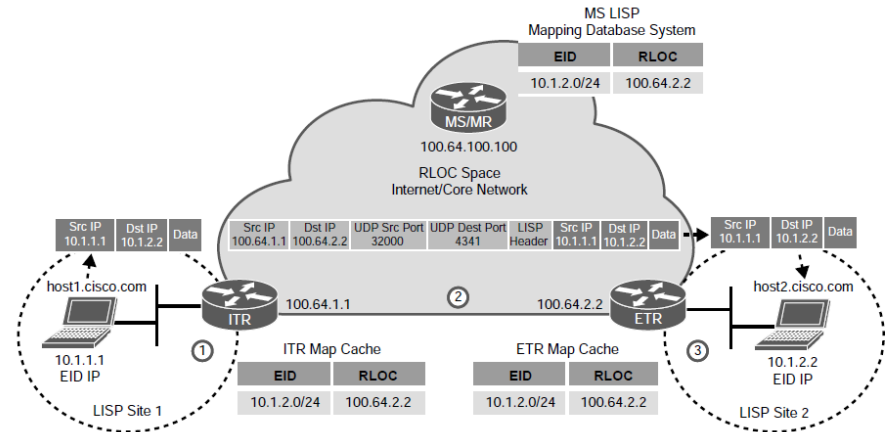 MS LISP
Mapping Database System
EID RLOC
10.1.2.0/24 100.64.2.2
MS/MR
100.64.100.100
RLOC Space
Internet/Core Network
Src IP Dst IP Data
10.1.1.1 10.1.2.2
Src IP Dst IP UDP Src Port UDP Dest Port LISP Src IP Dst IP Data
100.64.1.1 100.64.2.2 32000 4341 Header 10.1.1.1 10.1.2.2
Src IP Dst IP Data
10.1.1.1 10.1.2.2
host1.cisco.com
ITR
100.64.1.1
2
100.64.2.2
ETR
host2.cisco.com
1
10.1.1.1
EID IP
LISP Site 1
ITR Map Cache
EID RLOC
10.1.2.0/24 100.64.2.2
ETR Map Cache
EID RLOC
10.1.2.0/24 100.64.2.2
3
10.1.2.2
EID IP
LISP Site 2